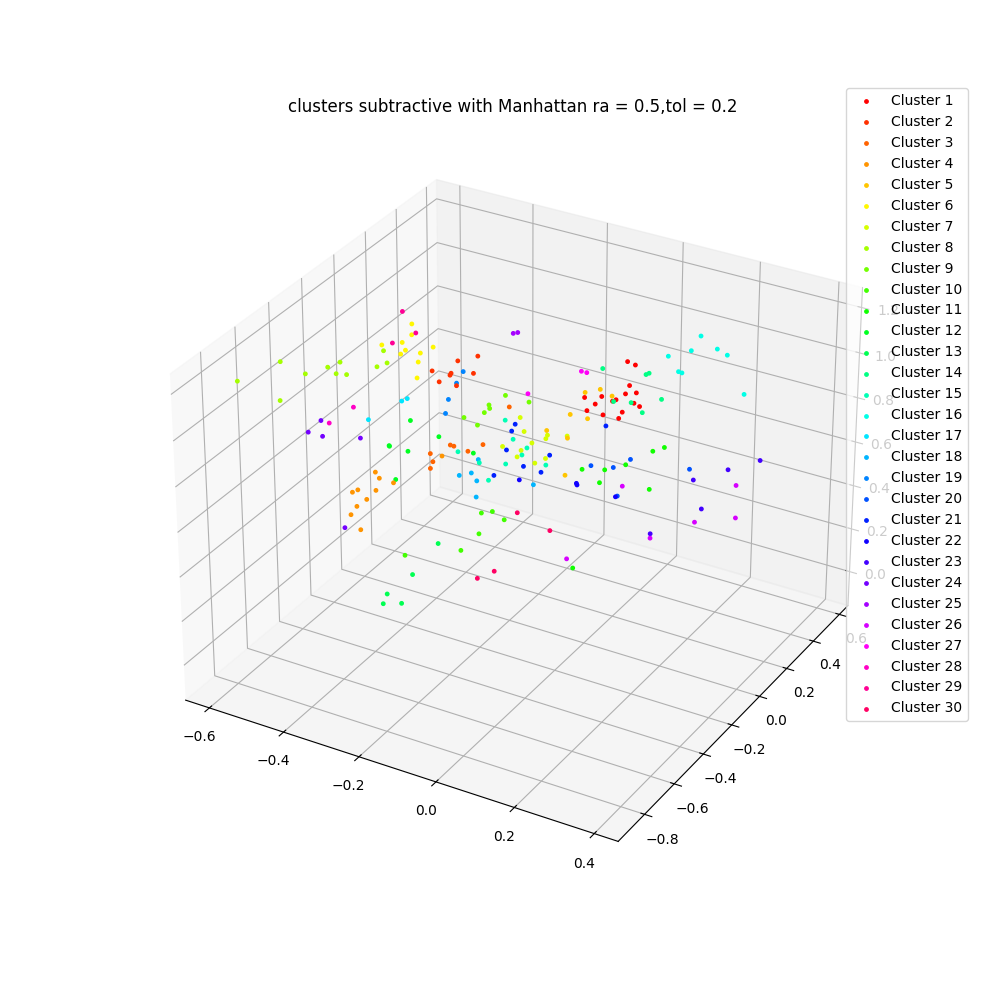 clusters subtractive with Manhattan ra = 0.5,tol = 0.2
Cluster 1
Cluster 2
Cluster 3
Cluster 4
Cluster 5
Cluster 6
Cluster 7
Cluster 8
Cluster 9
Cluster 10
Cluster 11
Cluster 12
Cluster 13
Cluster 14
Cluster 15
Cluster 16
Cluster 17
Cluster 18
Cluster 19
Cluster 20
Cluster 21
Cluster 22
Cluster 23
Cluster 24
Cluster 25
Cluster 26
Cluster 27
Cluster 28
Cluster 29
Cluster 30
1.0
0.8
0.6
0.4
0.2
0.0
0.6
0.4
0.2
0.0
−0.2
−0.4
−0.6
−0.8
−0.6
−0.4
−0.2
0.0
0.2
0.4